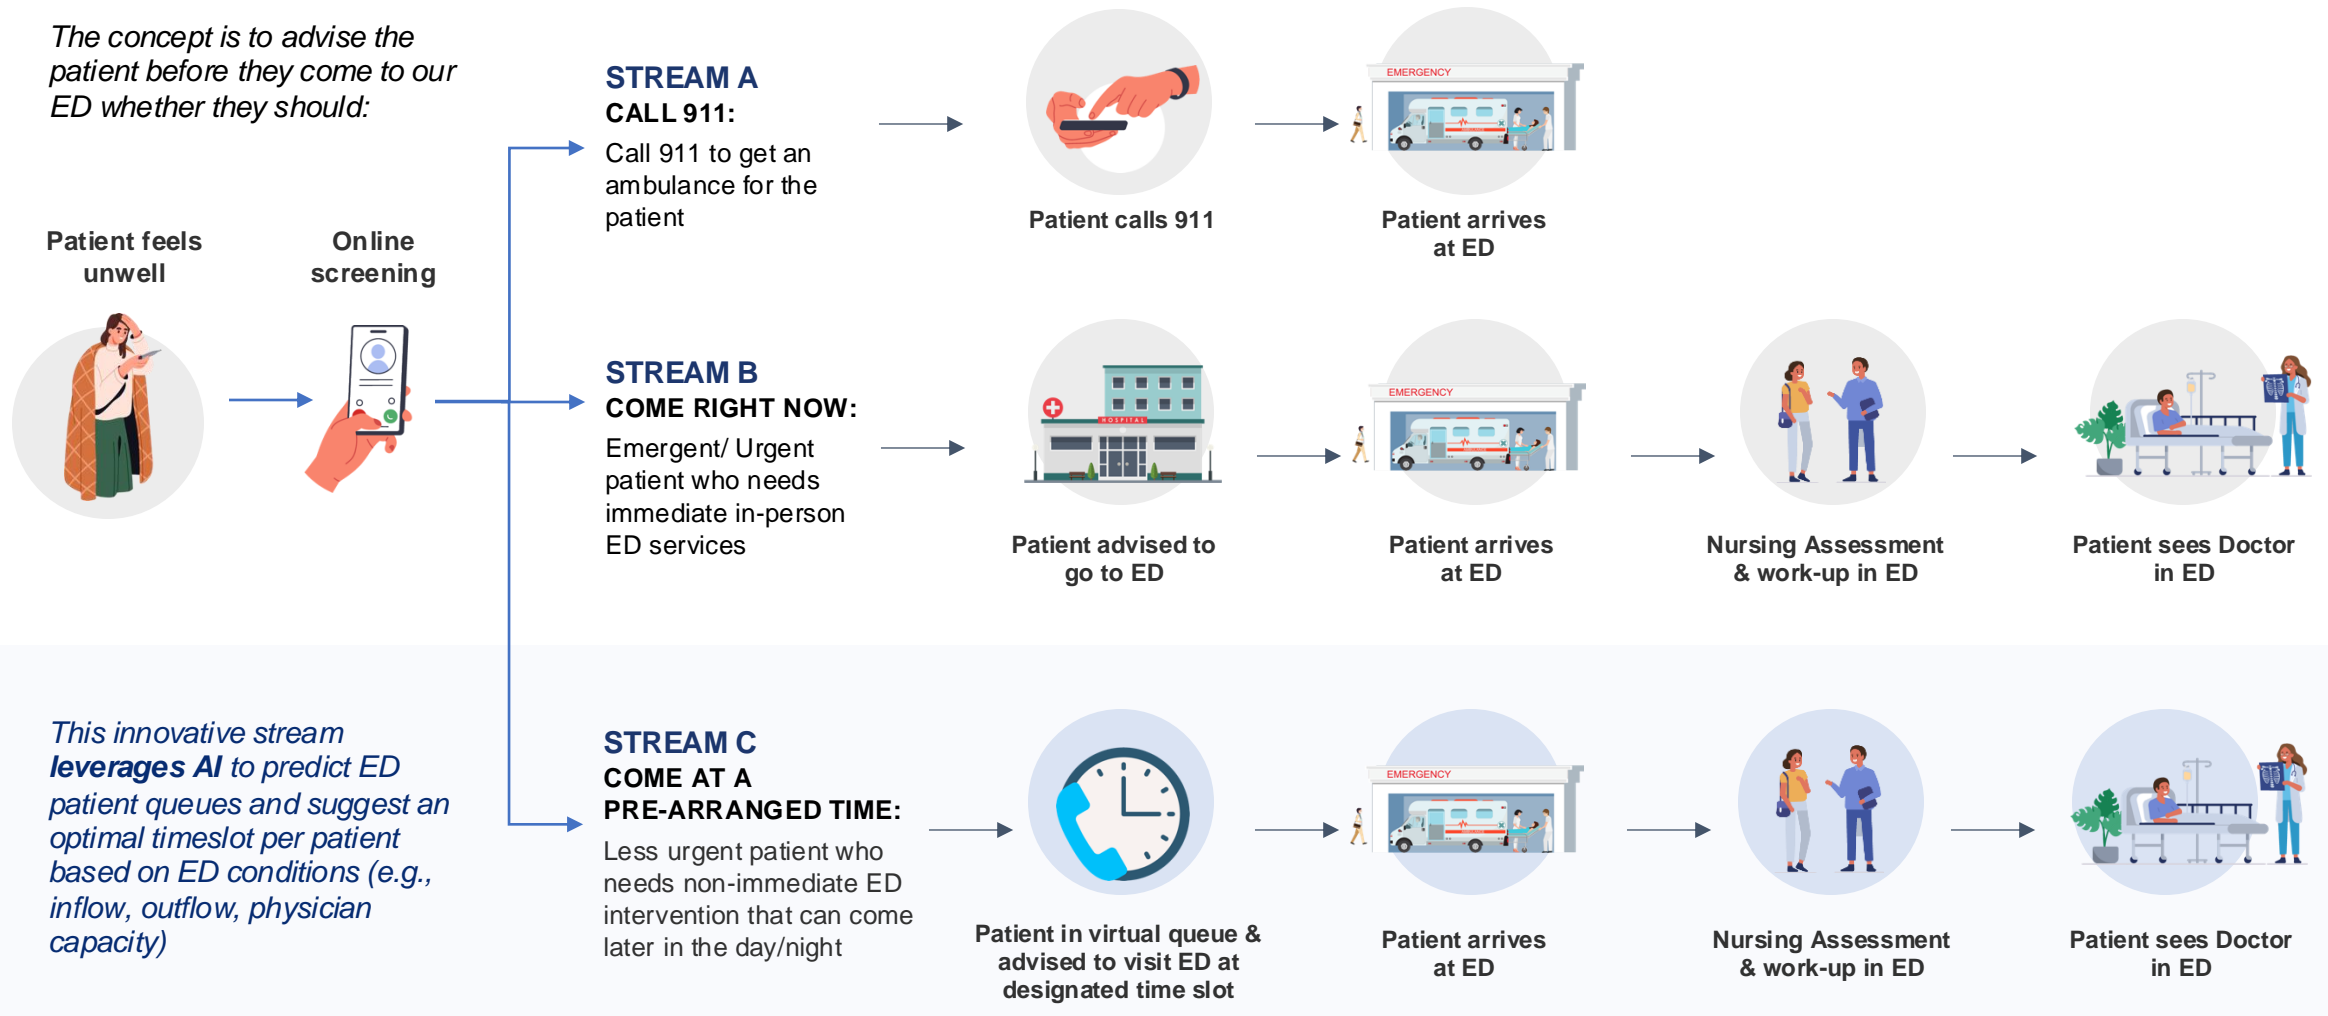 The concept is to advise the
patient before they come to our
ED whether they should:
Patient feels
unwell
Online
screening
STREAM A
CALL 911:
Call 911 to get an
ambulance for the
patient
Patient calls 911
EMERGENCY
Patient arrives
at ED
STREAM B
COME RIGHT NOW:
Emergent/ Urgent
patient who needs
immediate in-person
ED services
HOSPITAL
Patient advised to
go to ED
EMERGENCY
Patient arrives
at ED
Nursing Assessment
& work-up in ED
Patient sees Doctor
in ED
This innovative stream
leverages AI to predict ED
patient queues and suggest an
optimal timeslot per patient
based on ED conditions (e.g.,
inflow, outflow, physician
capacity)
STREAM C
COME AT A
PRE-ARRANGED TIME:
Less urgent patient who
needs non-immediate ED
intervention that can come
later in the day/night
Patient in virtual queue &
advised to visit ED at
designated time slot
EMERGENCY
Patient arrives
at ED
Nursing Assessment
& work-up in ED
Patient sees Doctor
in ED